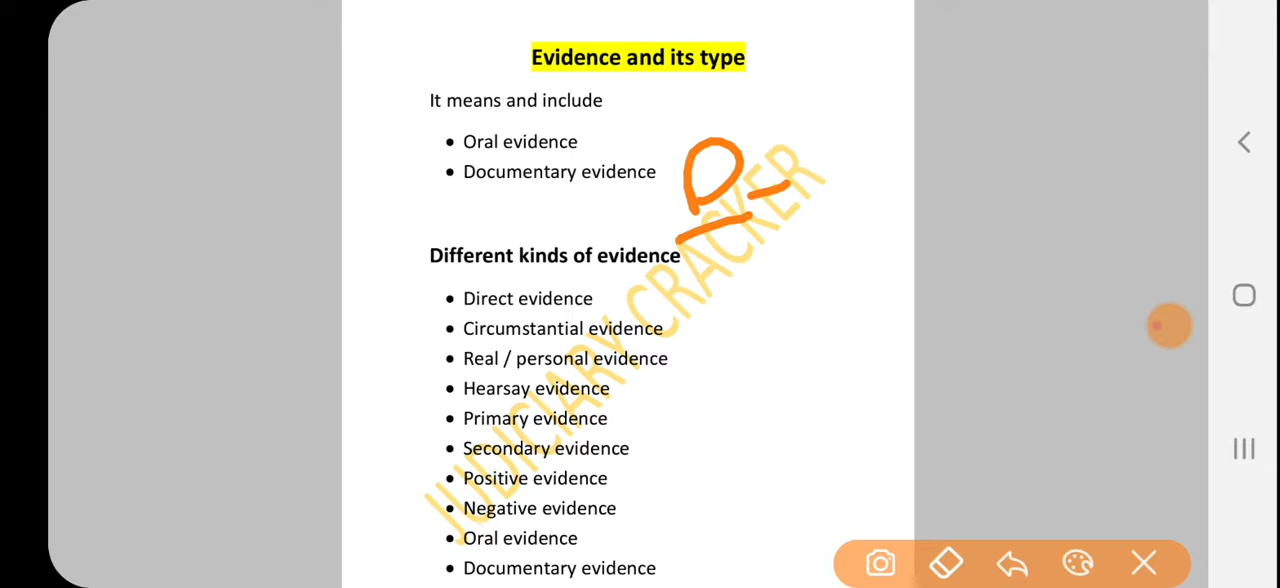 Evidence and its type
It means and include
• Oral evidence
• Documentary evidence
Different kinds of evidence
• Direct evidence
• Circumstantial evidence
• Real / personal evidence
• Hearsay evidence
• Primary evidence
• Secondary evidence
• Positive evidence
• Negative evidence
• Oral evidence
• Documentary evidence
JUDICIARY CRACKER